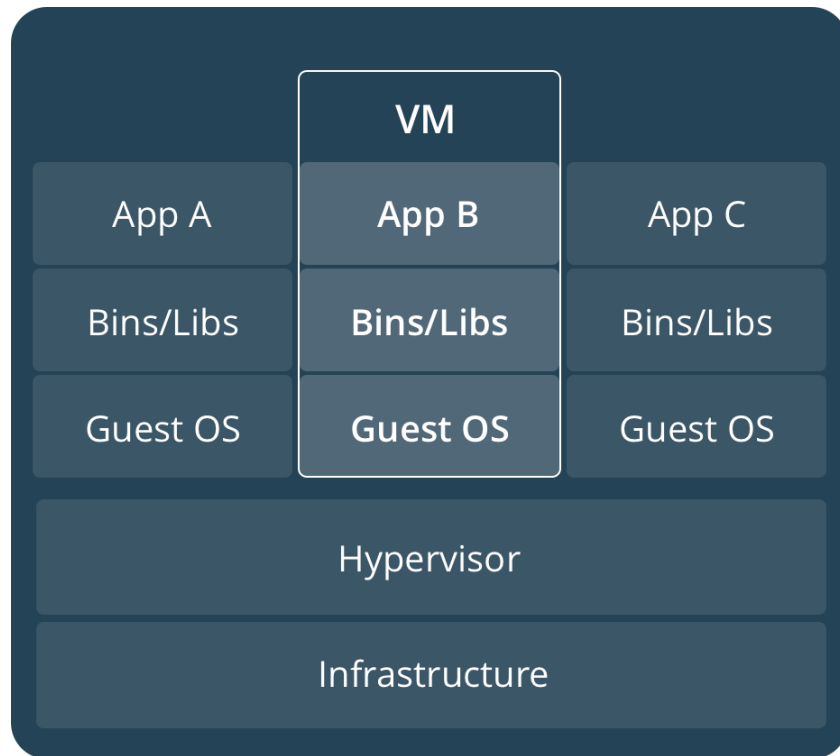 VM
App A
App B
App C
Bins/Libs
Bins/Libs
Bins/Libs
Guest OS
Guest OS
Guest OS
Hypervisor
Infrastructure